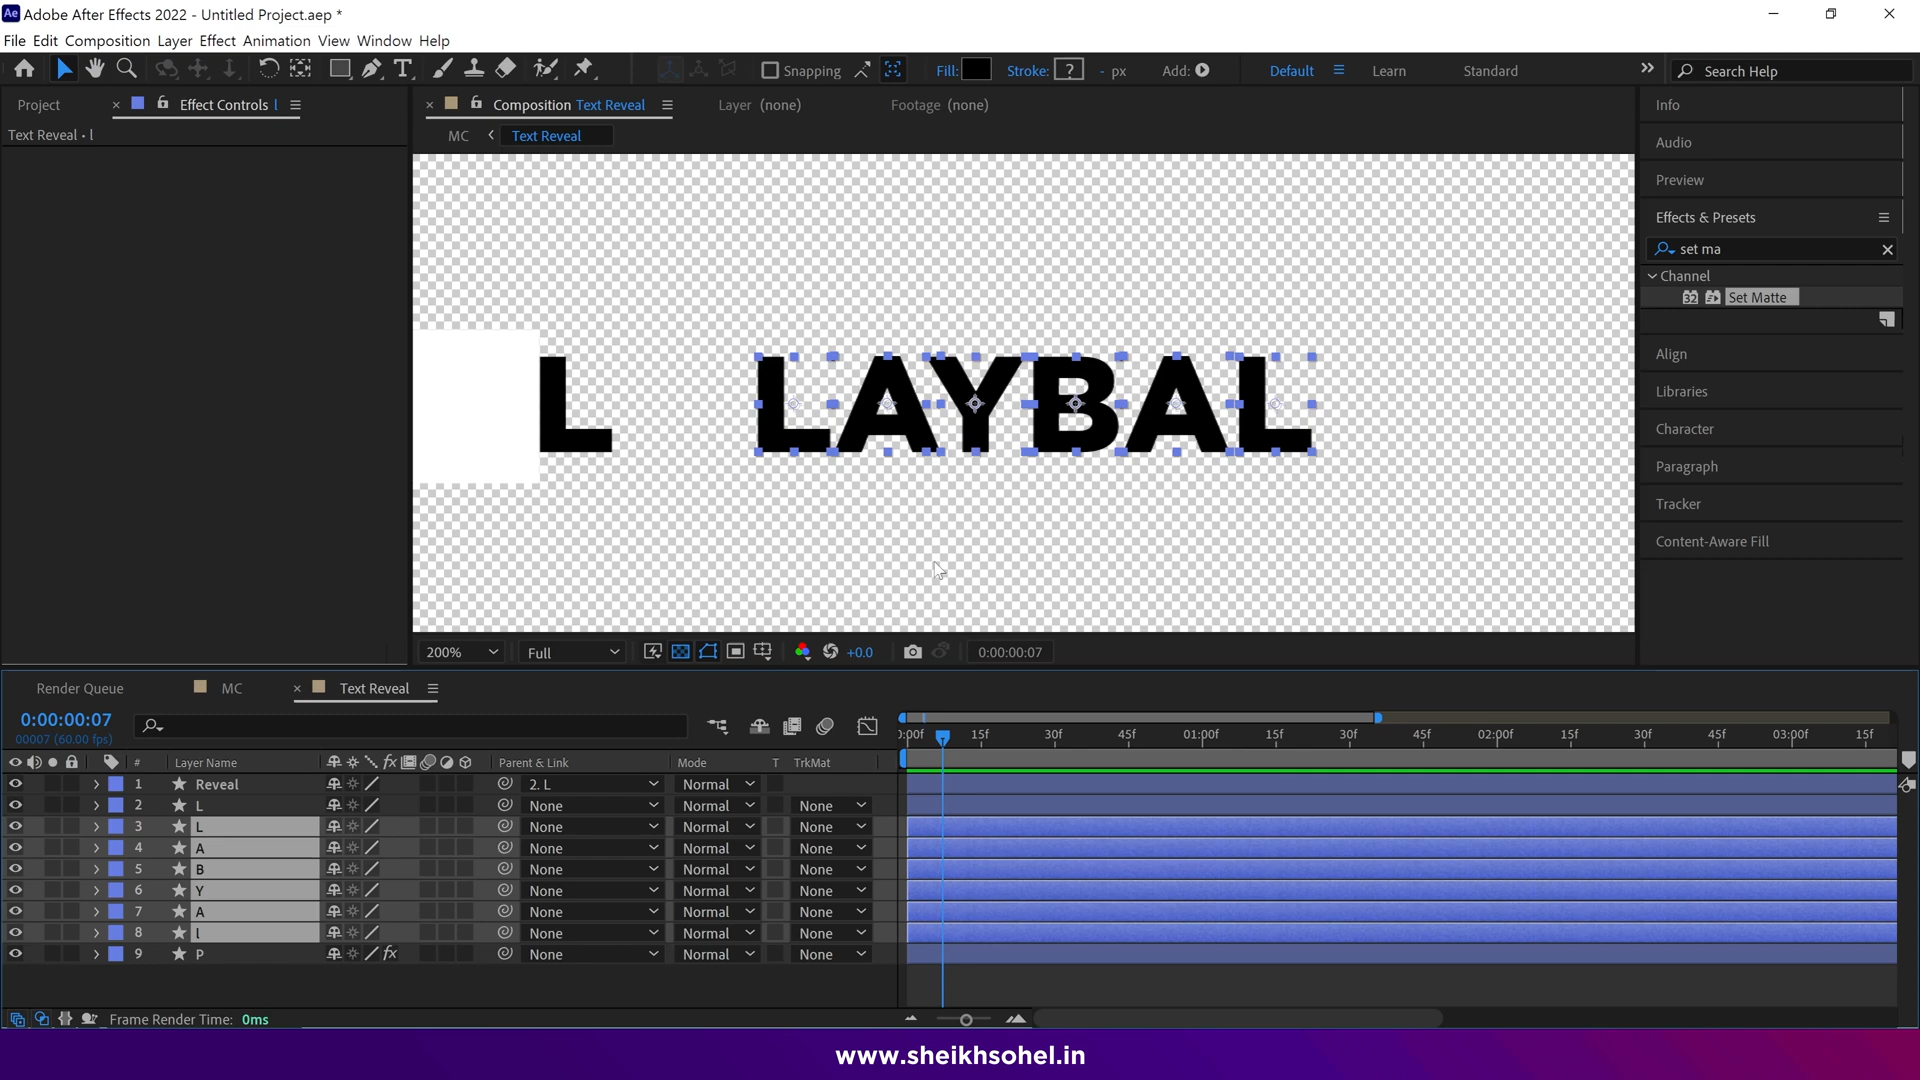 Ae Adobe After Effects 2022 - Untitled Project.aep *
File Edit Composition Layer Effect Animation View Window Help
Snapping Fill: Stroke: ? - px Add: Default Learn Standard Search Help
Project Effect Controls l Composition Text Reveal Layer (none) Footage (none) Info
Text Reveal • l MC Text Reveal
Audio
Preview
Effects & Presets
set ma
Channel
32 Set Matte
Align
Libraries
Character
Paragraph
Tracker
Content-Aware Fill
L LAYBAL
200% Full +0.0 0:00:00:07
Render Queue MC Text Reveal
0:00:00:07
00007 (60.00 fps)
):00f 15f 30f 45f 01:00f 15f 30f 45f 02:00f 15f 30f 45f 03:00f 15f
# Layer Name fx Parent & Link Mode T TrkMat
1 Reveal 2. L Normal
2 L None Normal None
3 L None Normal None
4 A None Normal None
5 B None Normal None
6 Y None Normal None
7 A None Normal None
8 l None Normal None
9 P fx None Normal None
Frame Render Time: 0ms
www.sheikhsohel.in